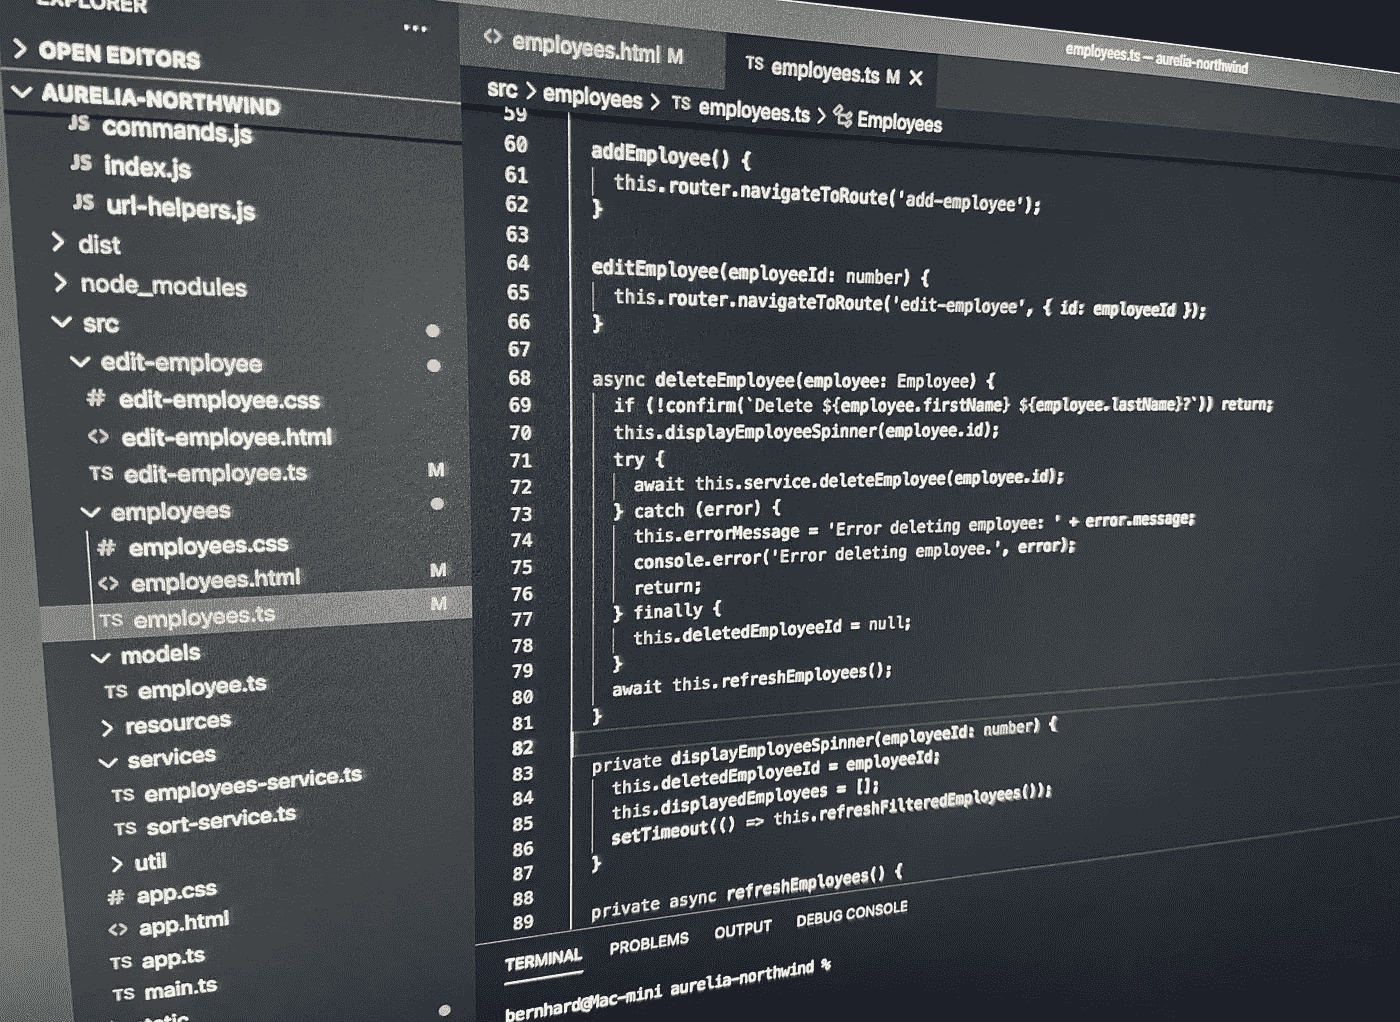 EXPLORER
OPEN EDITORS
AURELIA-NORTHWIND
JS commands.js
JS index.js
JS url-helpers.js
dist
node_modules
src
edit-employee
# edit-employee.css
<> edit-employee.html
TS edit-employee.ts M
employees
# employees.css
<> employees.html M
TS employees.ts M
models
TS employee.ts
resources
services
TS employees-service.ts
TS sort-service.ts
util
# app.css
<> app.html
TS app.ts
TS main.ts
employees.ts — aurelia-northwind
<> employees.html M
TS employees.ts M ×
src > employees > TS employees.ts > Employees
59
60 addEmployee() {
61 this.router.navigateToRoute('add-employee');
62 }
63
64 editEmployee(employeeId: number) {
65 this.router.navigateToRoute('edit-employee', { id: employeeId });
66 }
67
68 async deleteEmployee(employee: Employee) {
69 if (!confirm(`Delete ${employee.firstName} ${employee.lastName}?`)) return;
70 this.displayEmployeeSpinner(employee.id);
71 try {
72 await this.service.deleteEmployee(employee.id);
73 } catch (error) {
74 this.errorMessage = 'Error deleting employee: ' + error.message;
75 console.error('Error deleting employee.', error);
76 return;
77 } finally {
78 this.deletedEmployeeId = null;
79 }
80 await this.refreshEmployees();
81 }
82
83 private displayEmployeeSpinner(employeeId: number) {
84 this.deletedEmployeeId = employeeId;
85 this.displayedEmployees = [];
86 setTimeout(() => this.refreshFilteredEmployees());
87 }
88
89 private async refreshEmployees() {
TERMINAL PROBLEMS OUTPUT DEBUG CONSOLE
bernhard@Mac-mini aurelia-northwind %